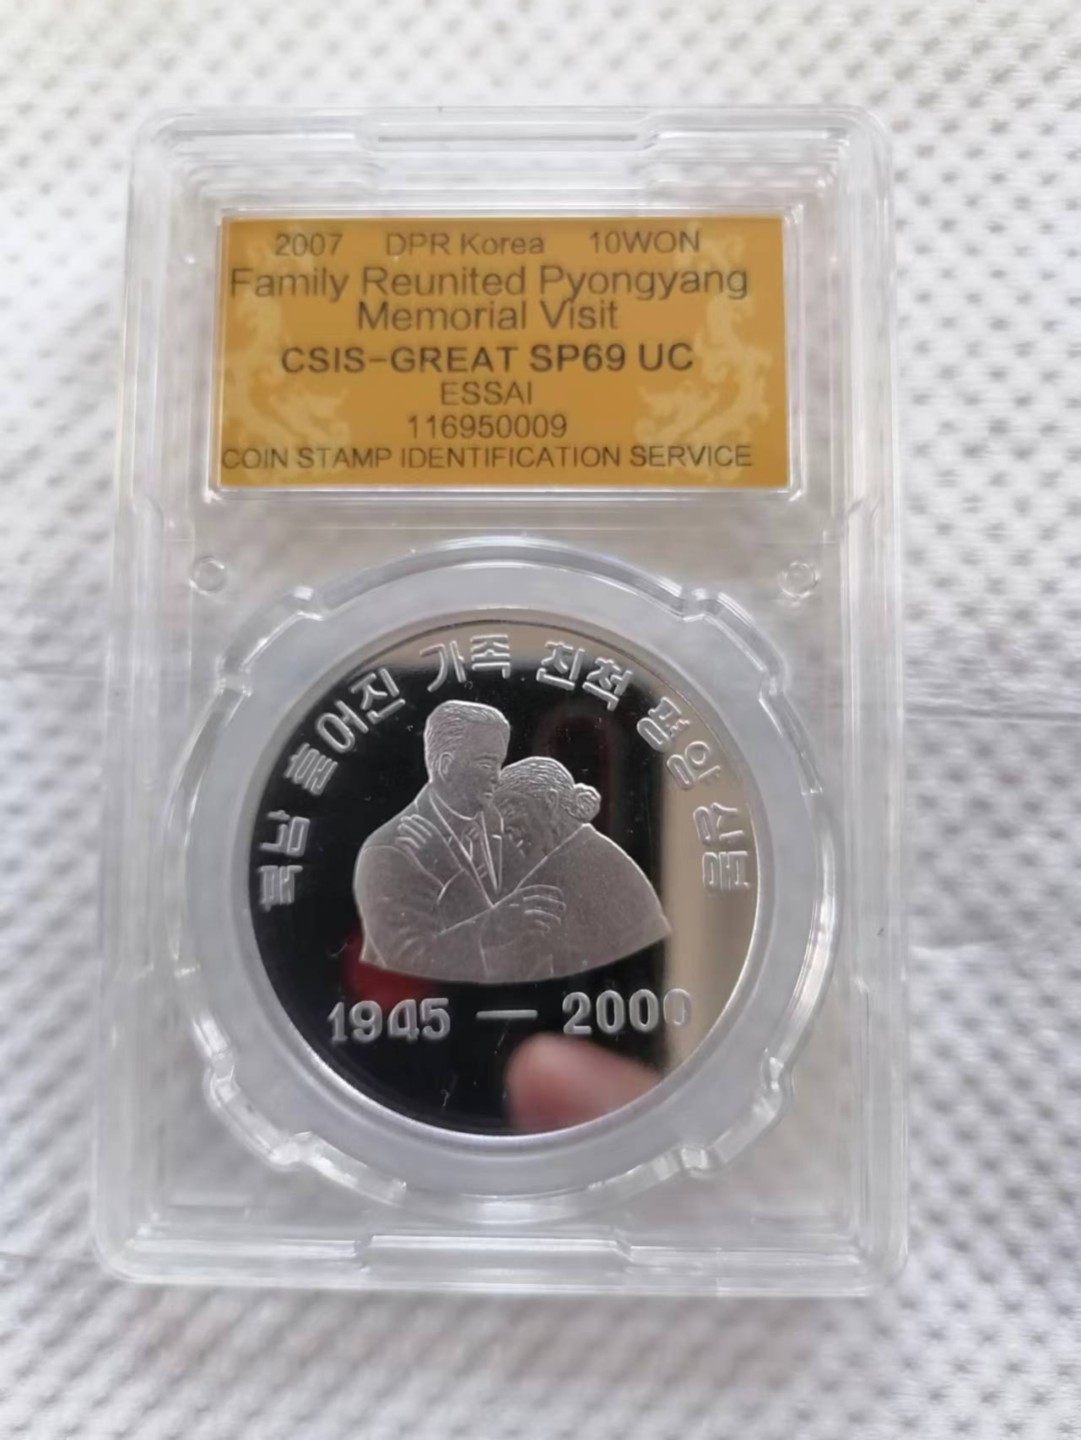 2007 DPR Korea 10WON
Family Reunited Pyongyang
Memorial Visit
CSIS-GREAT SP69 UC
ESSAI
116950009
COIN STAMP IDENTIFICATION SERVICE
북남 흩어진 가족 친척 평양 상봉
1945 — 2000